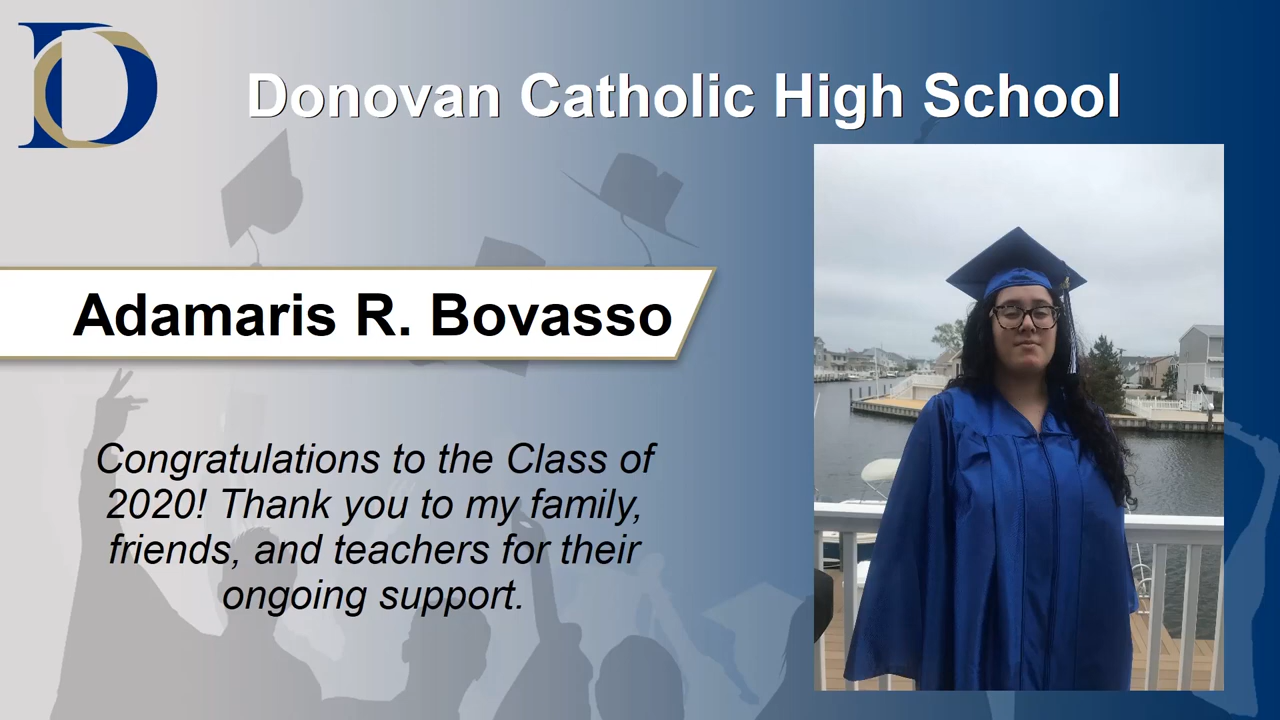 DC
Donovan Catholic High School
Adamaris R. Bovasso
Congratulations to the Class of
2020! Thank you to my family,
friends, and teachers for their
ongoing support.